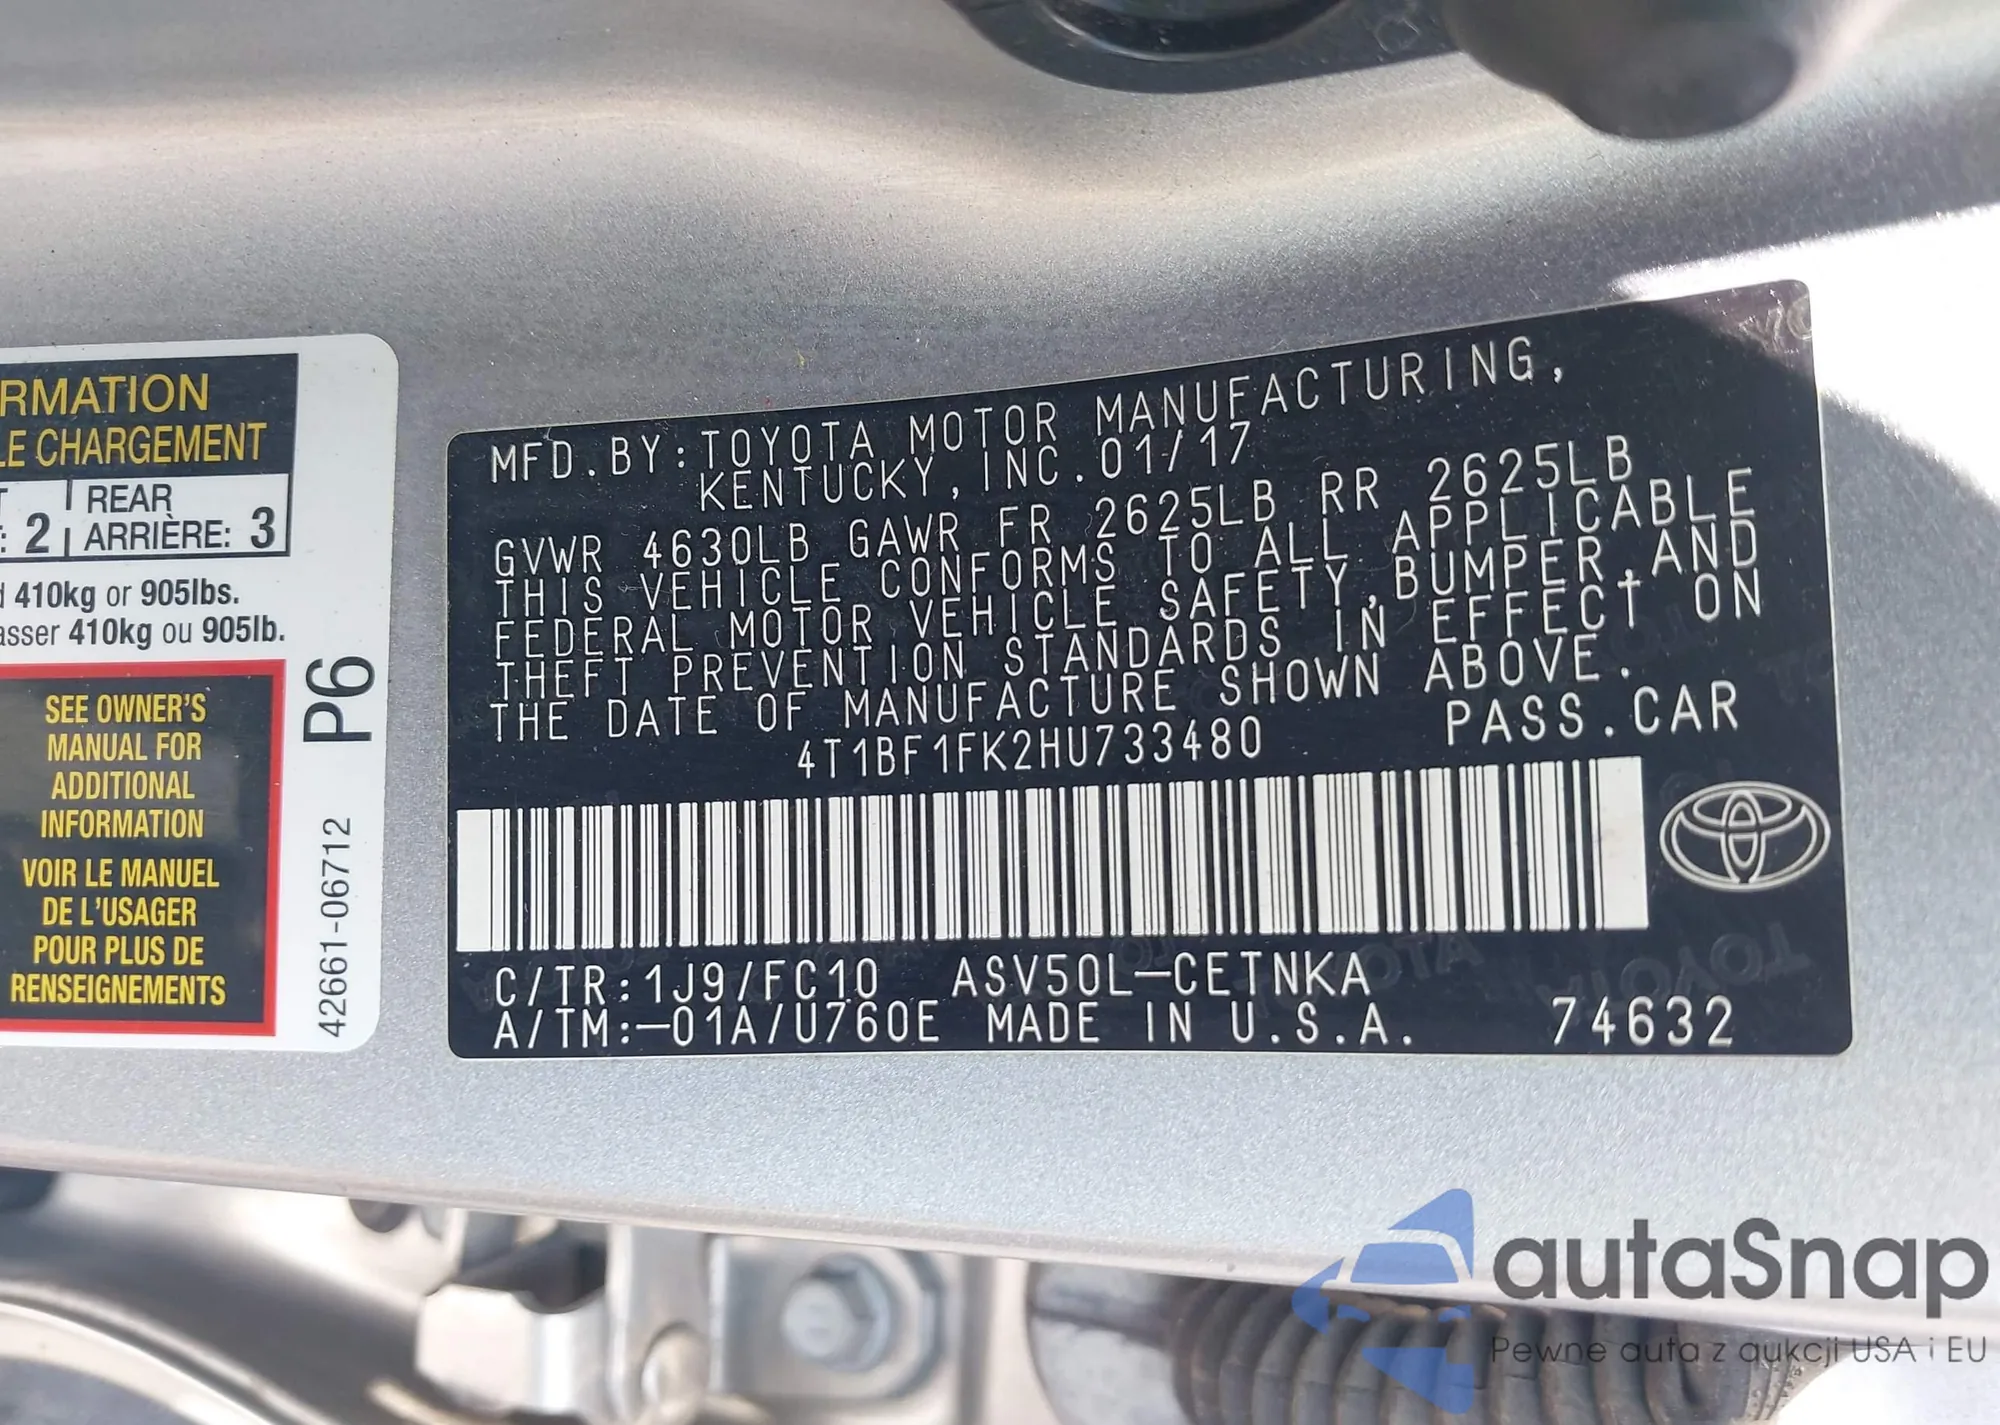 RMATION
LE CHARGEMENT
T | REAR
: 2 | ARRIÈRE: 3
d 410kg or 905lbs.
asser 410kg ou 905lb.
SEE OWNER'S
MANUAL FOR
ADDITIONAL
INFORMATION
VOIR LE MANUEL
DE L'USAGER
POUR PLUS DE
RENSEIGNEMENTS
P6
42661-06712
MFD.BY:TOYOTA MOTOR MANUFACTURING,
KENTUCKY,INC.01/17
GVWR 4630LB GAWR FR 2625LB RR 2625LB
THIS VEHICLE CONFORMS TO ALL APPLICABLE
FEDERAL MOTOR VEHICLE SAFETY,BUMPER,AND
THEFT PREVENTION STANDARDS IN EFFECT ON
THE DATE OF MANUFACTURE SHOWN ABOVE.
4T1BF1FK2HU733480 PASS.CAR
C/TR:1J9/FC10 ASV50L-CETNKA
A/TM:-01A/U760E MADE IN U.S.A. 74632
autaSnap
Pewne auta z aukcji USA i EU